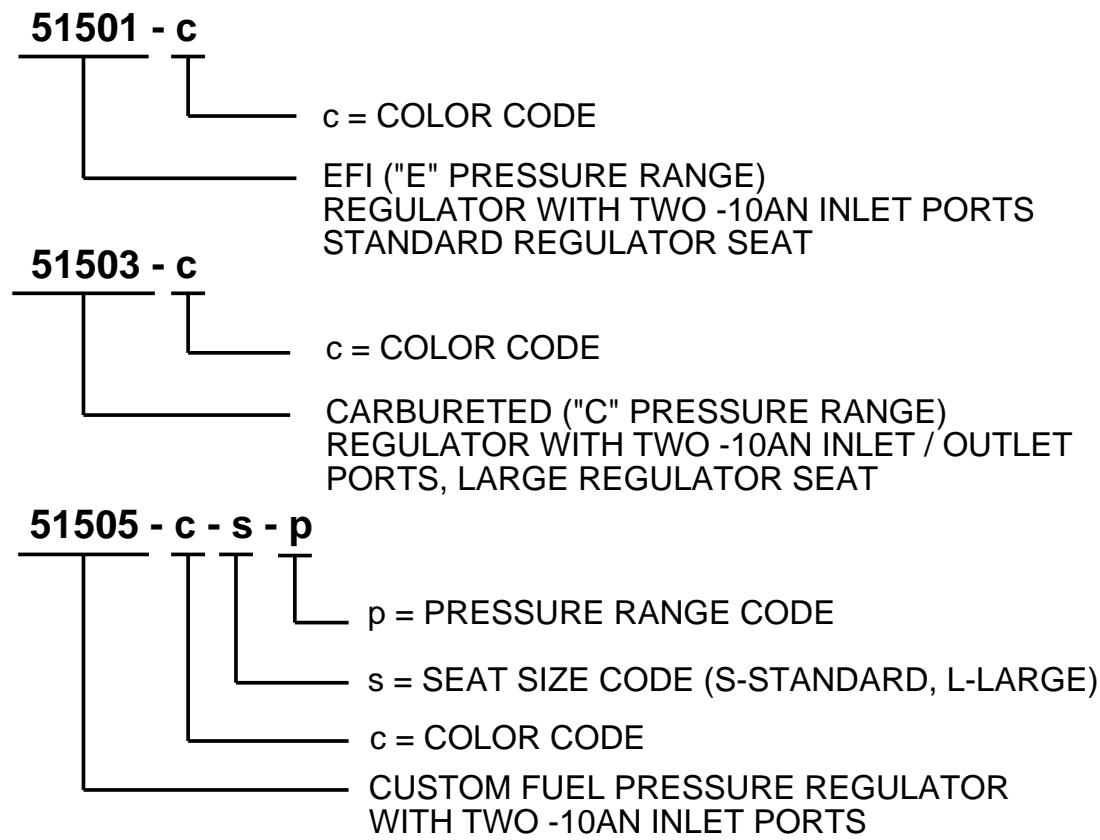 51501 - c
c = COLOR CODE
EFI ("E" PRESSURE RANGE)
REGULATOR WITH TWO -10AN INLET PORTS
STANDARD REGULATOR SEAT
51503 - c
c = COLOR CODE
CARBURETED ("C" PRESSURE RANGE)
REGULATOR WITH TWO -10AN INLET / OUTLET
PORTS, LARGE REGULATOR SEAT
51505 - c - s - p
p = PRESSURE RANGE CODE
s = SEAT SIZE CODE (S-STANDARD, L-LARGE)
c = COLOR CODE
CUSTOM FUEL PRESSURE REGULATOR
WITH TWO -10AN INLET PORTS